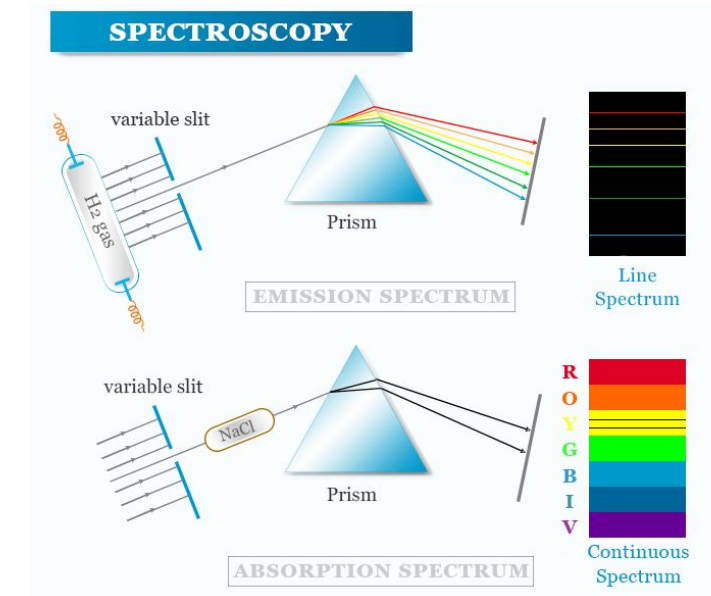 SPECTROSCOPY
variable slit
H2 gas
Prism
Line
Spectrum
EMISSION SPECTRUM
variable slit
NaCl
Prism
R
O
Y
G
B
I
V
Continuous
Spectrum
ABSORPTION SPECTRUM